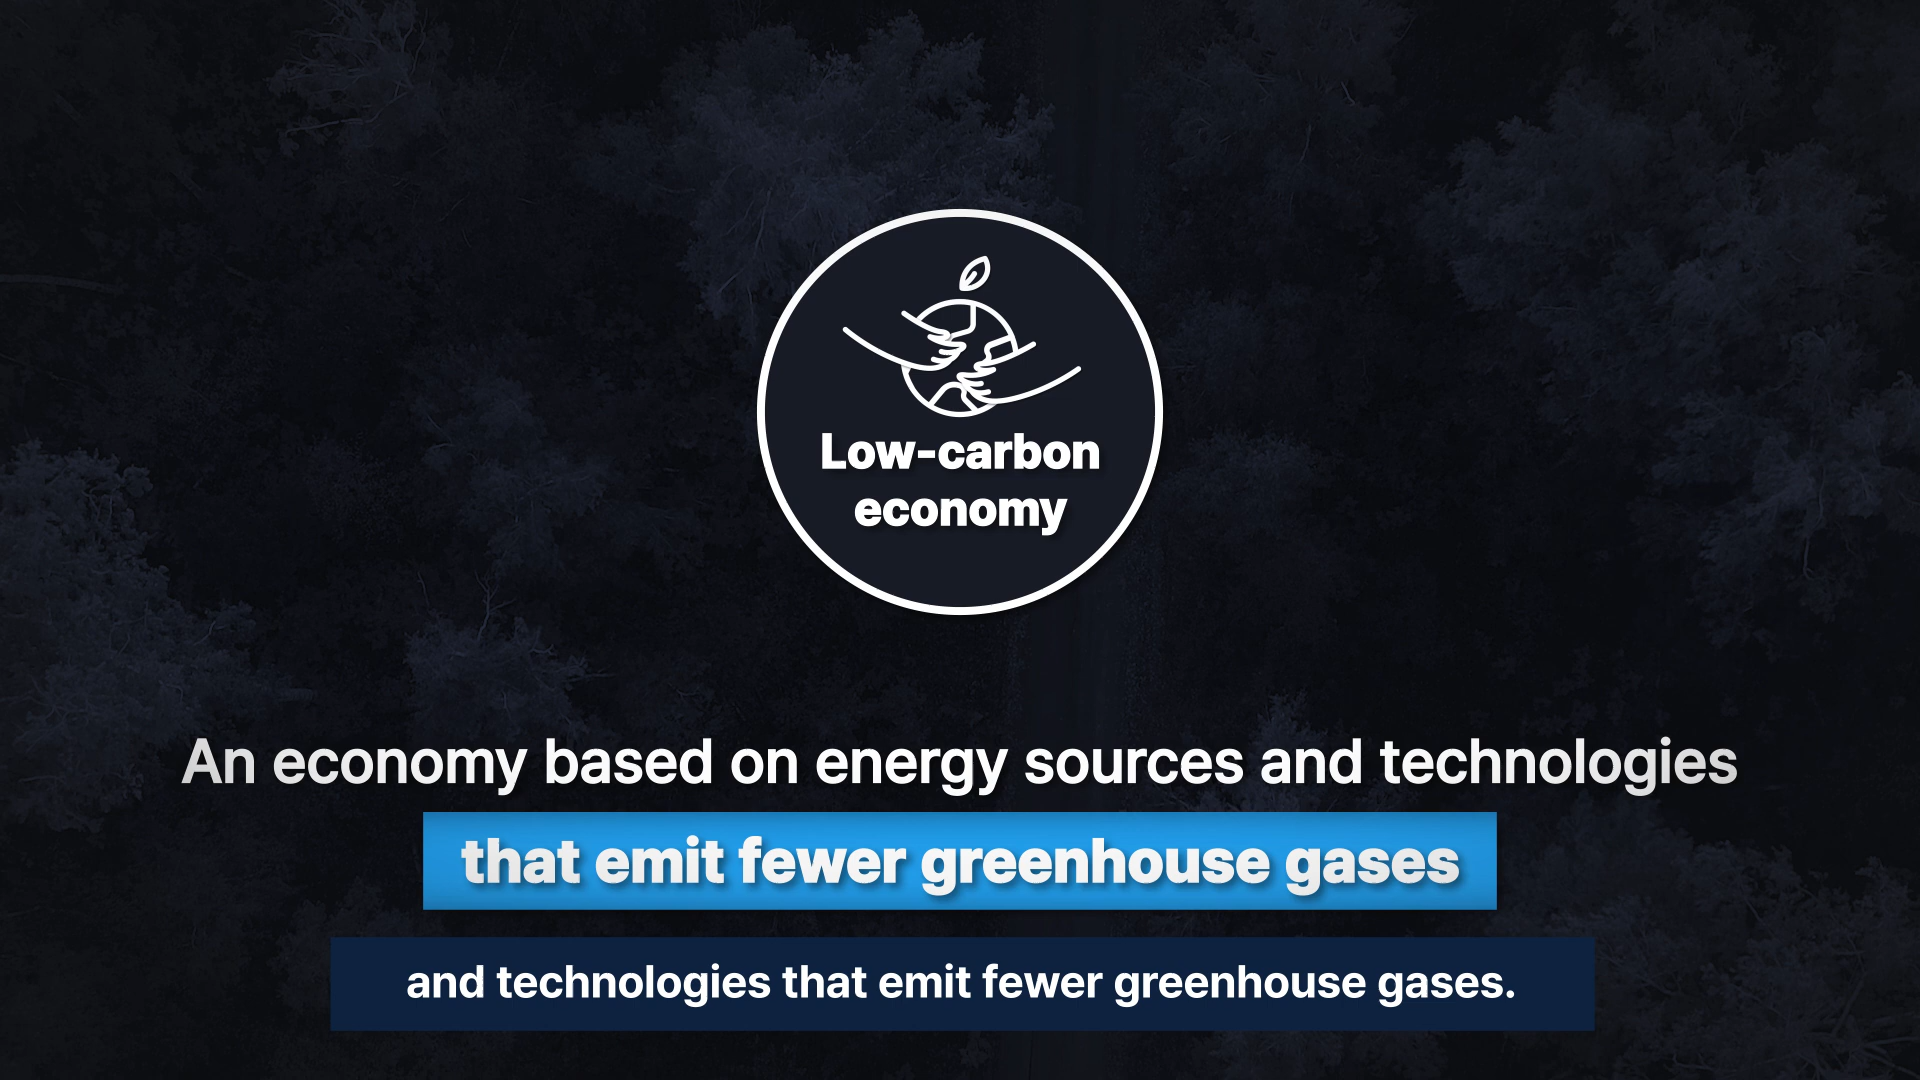 Low-carbon
economy
An economy based on energy sources and technologies
that emit fewer greenhouse gases
and technologies that emit fewer greenhouse gases.